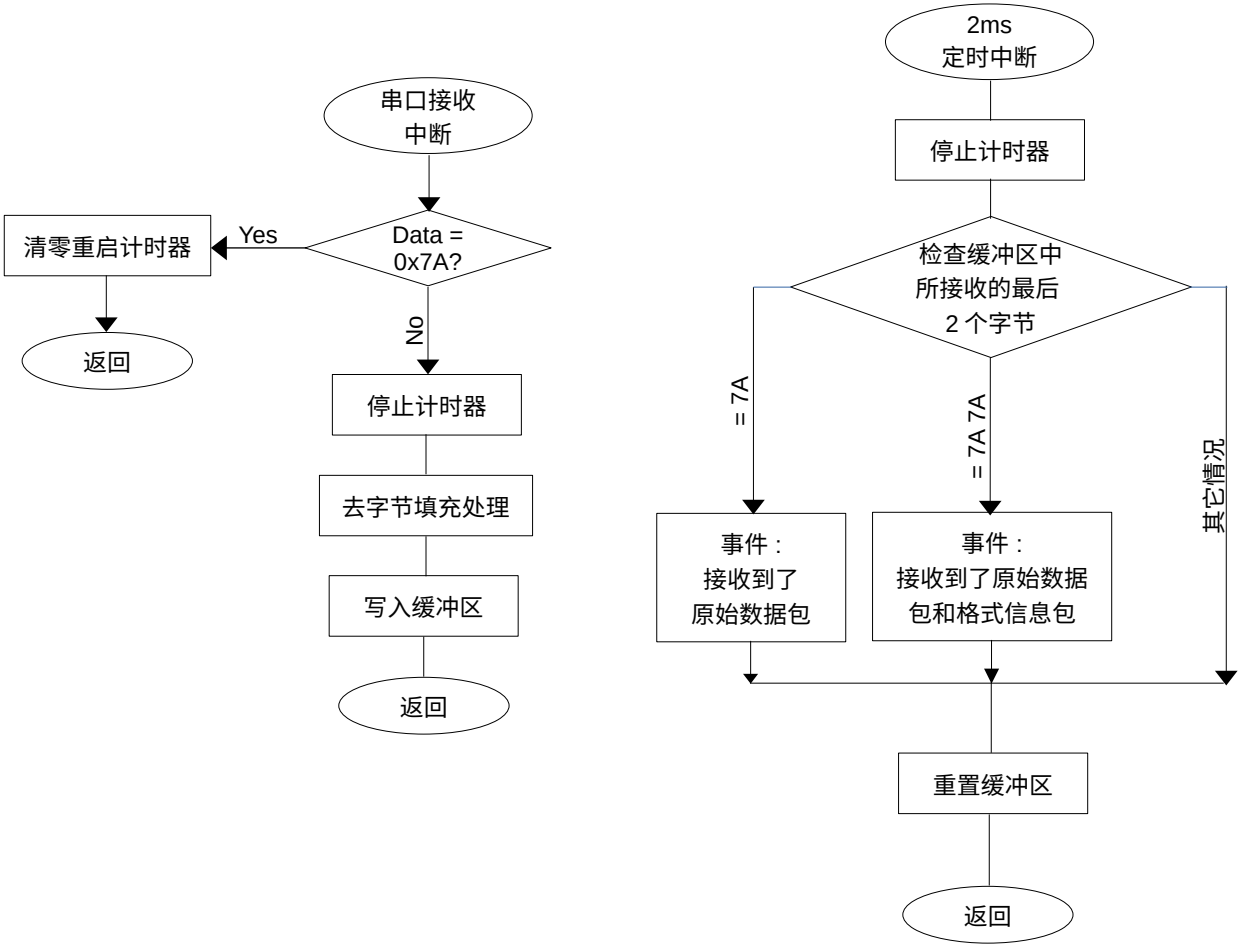 串口接收
中断
Data =
0x7A?
Yes
清零重启计时器
返回
No
停止计时器
去字节填充处理
写入缓冲区
返回
2ms
定时中断
停止计时器
检查缓冲区中
所接收的最后
2 个字节
= 7A
= 7A 7A
其它情况
事件 :
接收到了
原始数据包
事件 :
接收到了原始数据
包和格式信息包
重置缓冲区
返回